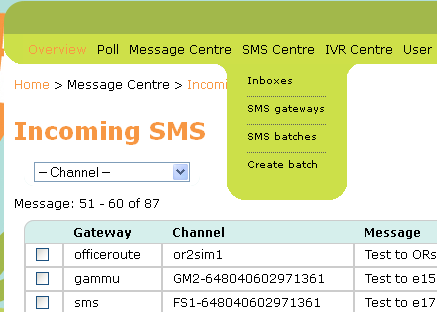 Overview Poll Message Centre SMS Centre IVR Centre User
Home > Message Centre > Incomi
Inboxes
SMS gateways
SMS batches
Create batch
Incoming SMS
-- Channel --
Message: 51 - 60 of 87
Gateway Channel Message
officeroute or2sim1 Test to ORs
gammu GM2-648040602971361 Test to e15
sms FS1-648040602971361 Test to e17